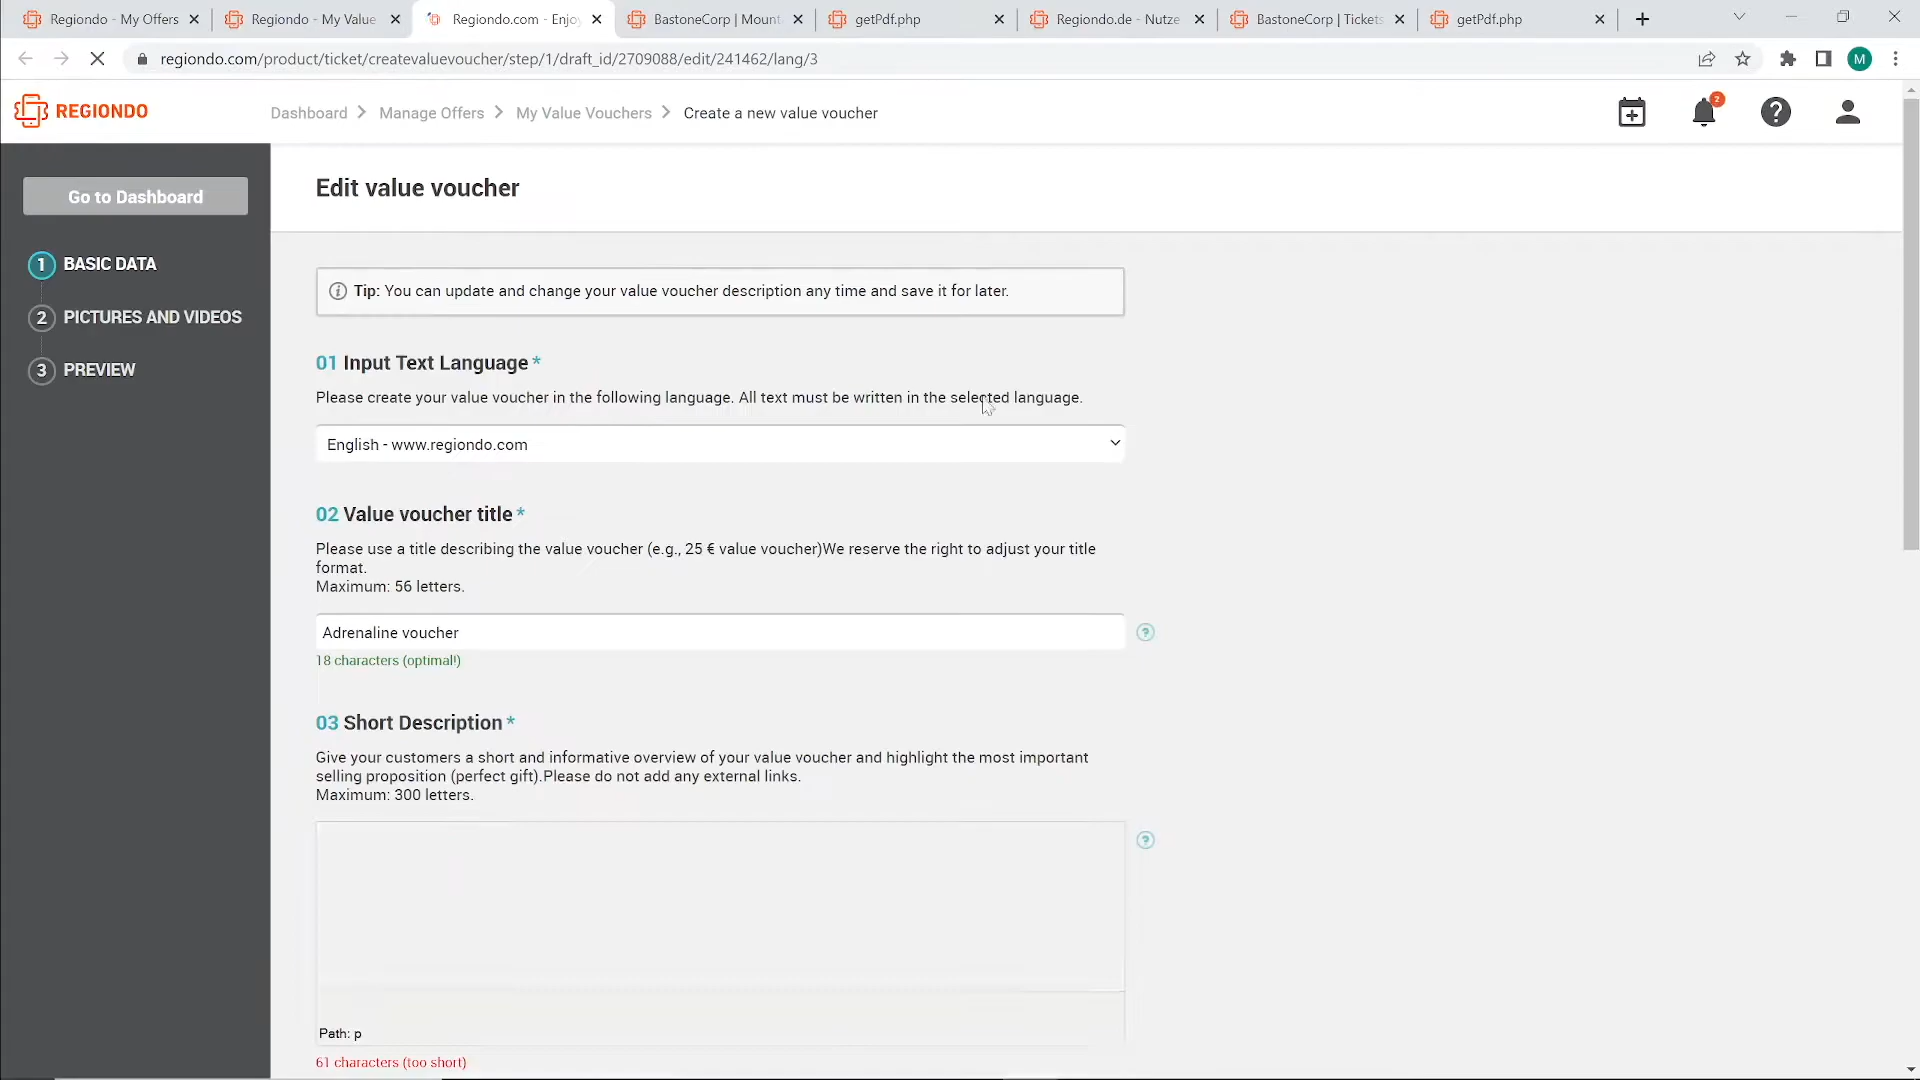 Regiondo - My Offers
Regiondo - My Value
Regiondo.com - Enjoy
BastoneCorp | Mount
getPdf.php
Regiondo.de - Nutze
BastoneCorp | Tickets
getPdf.php
regiondo.com/product/ticket/createvaluevoucher/step/1/draft_id/2709088/edit/241462/lang/3
M
REGIONDO
Dashboard
Manage Offers
My Value Vouchers
Create a new value voucher
2
Go to Dashboard
1 BASIC DATA
2 PICTURES AND VIDEOS
3 PREVIEW
Edit value voucher
Tip: You can update and change your value voucher description any time and save it for later.
01 Input Text Language *
Please create your value voucher in the following language. All text must be written in the selected language.
English - www.regiondo.com
02 Value voucher title *
Please use a title describing the value voucher (e.g., 25 € value voucher)We reserve the right to adjust your title
format.
Maximum: 56 letters.
Adrenaline voucher
?
18 characters (optimal!)
03 Short Description *
Give your customers a short and informative overview of your value voucher and highlight the most important
selling proposition (perfect gift).Please do not add any external links.
Maximum: 300 letters.
?
Path: p
61 characters (too short)